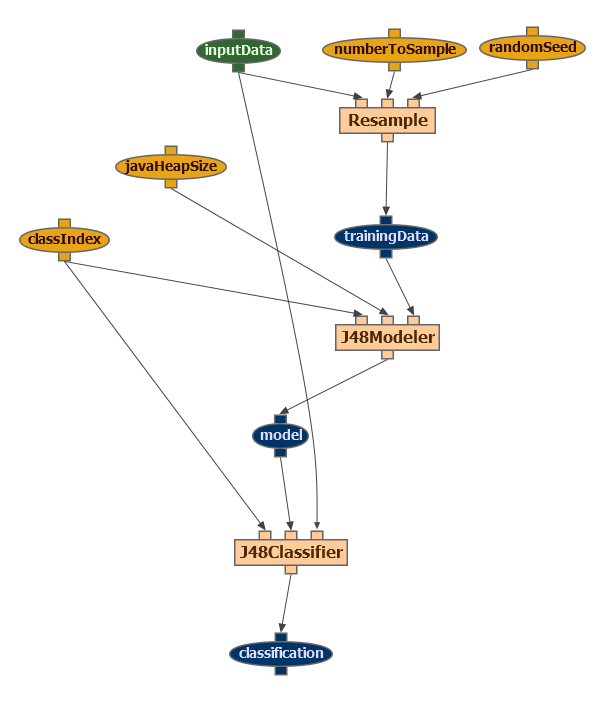 inputData
numberToSample
randomSeed
Resample
javaHeapSize
classIndex
trainingData
J48Modeler
model
J48Classifier
classification